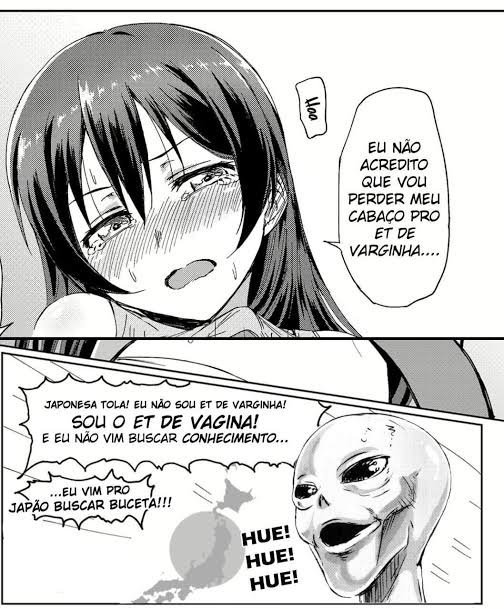 Haa
EU NÃO
ACREDITO
QUE VOU
PERDER MEU
CABAÇO PRO
ET DE
VARGINHA....
JAPONESA TOLA! EU NÃO SOU ET DE VARGINHA!
SOU O ET DE VAGINA!
E EU NÃO VIM BUSCAR CONHECIMENTO...
...EU VIM PRO
JAPÃO BUSCAR BUCETA!!!
HUE!
HUE!
HUE!